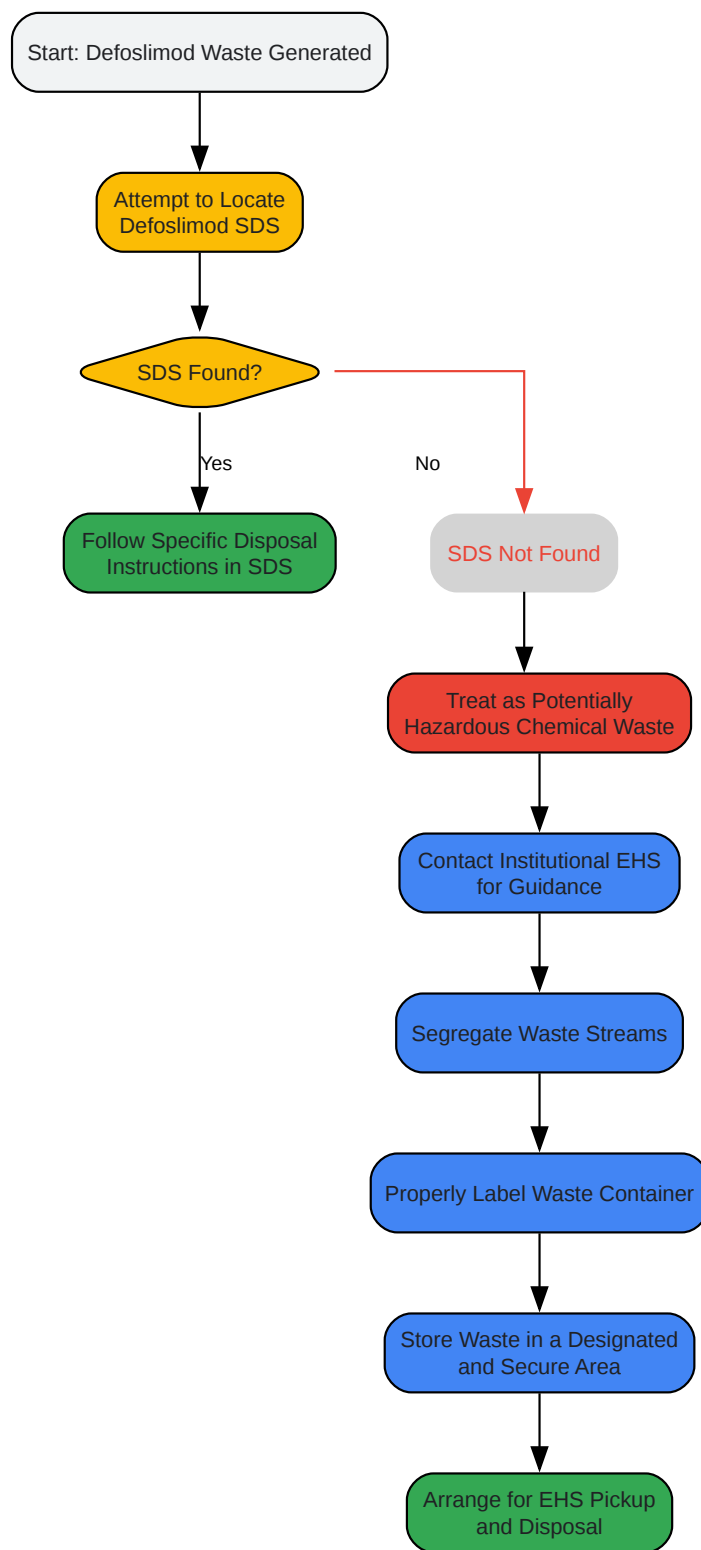 Start: Defoslimod Waste Generated
Attempt to Locate
Defoslimod SDS
SDS Found?
Yes
No
Follow Specific Disposal
Instructions in SDS
SDS Not Found
Treat as Potentially
Hazardous Chemical Waste
Contact Institutional EHS
for Guidance
Segregate Waste Streams
Properly Label Waste Container
Store Waste in a Designated
and Secure Area
Arrange for EHS Pickup
and Disposal